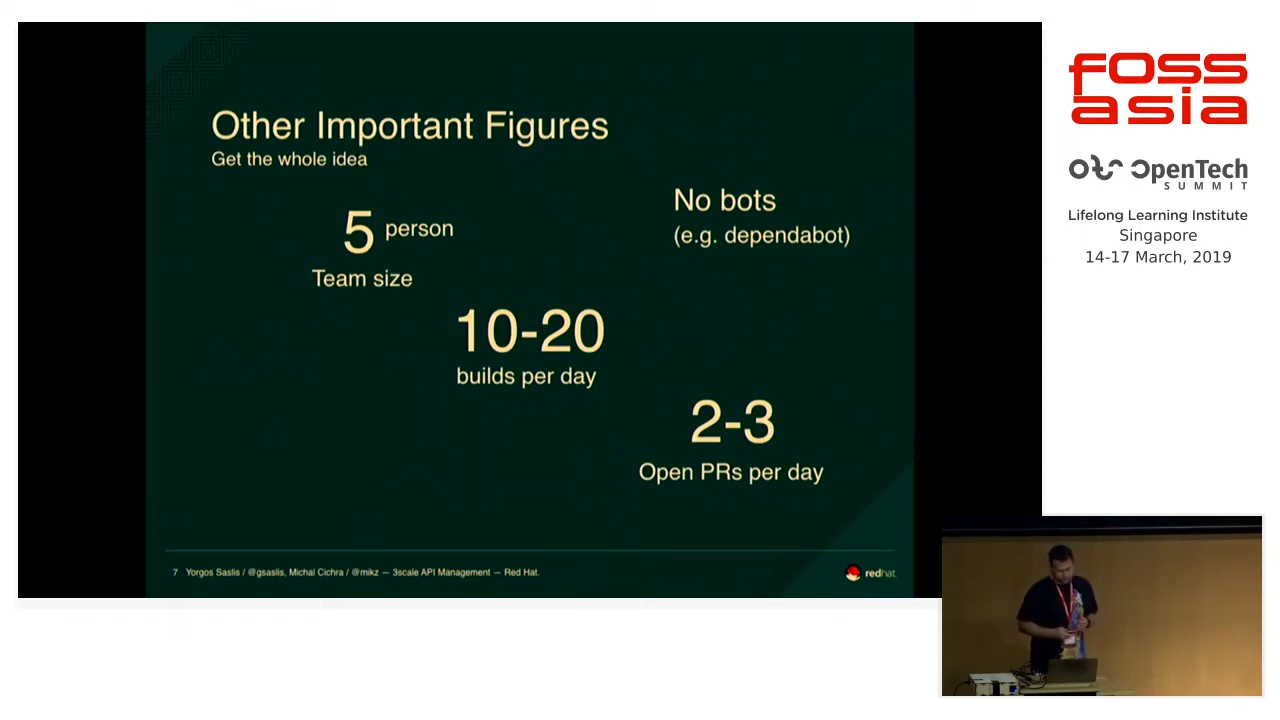 Other Important Figures
Get the whole idea
5 person
Team size
No bots
(e.g. dependabot)
10-20
builds per day
2-3
Open PRs per day
7 Yorgos Saslis / @gsaslis, Michal Cichra / @mikz — 3scale API Management — Red Hat.
redhat
fOSS
asia
OpenTech
SUMMIT
Lifelong Learning Institute
Singapore
14-17 March, 2019